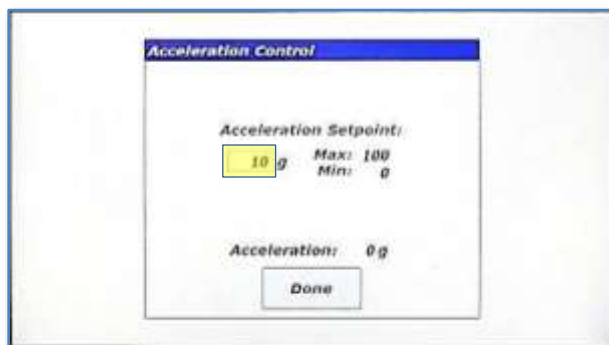 Acceleration Control
Acceleration Setpoint:
10 g Max: 100
Min: 0
Acceleration: 0 g
Done